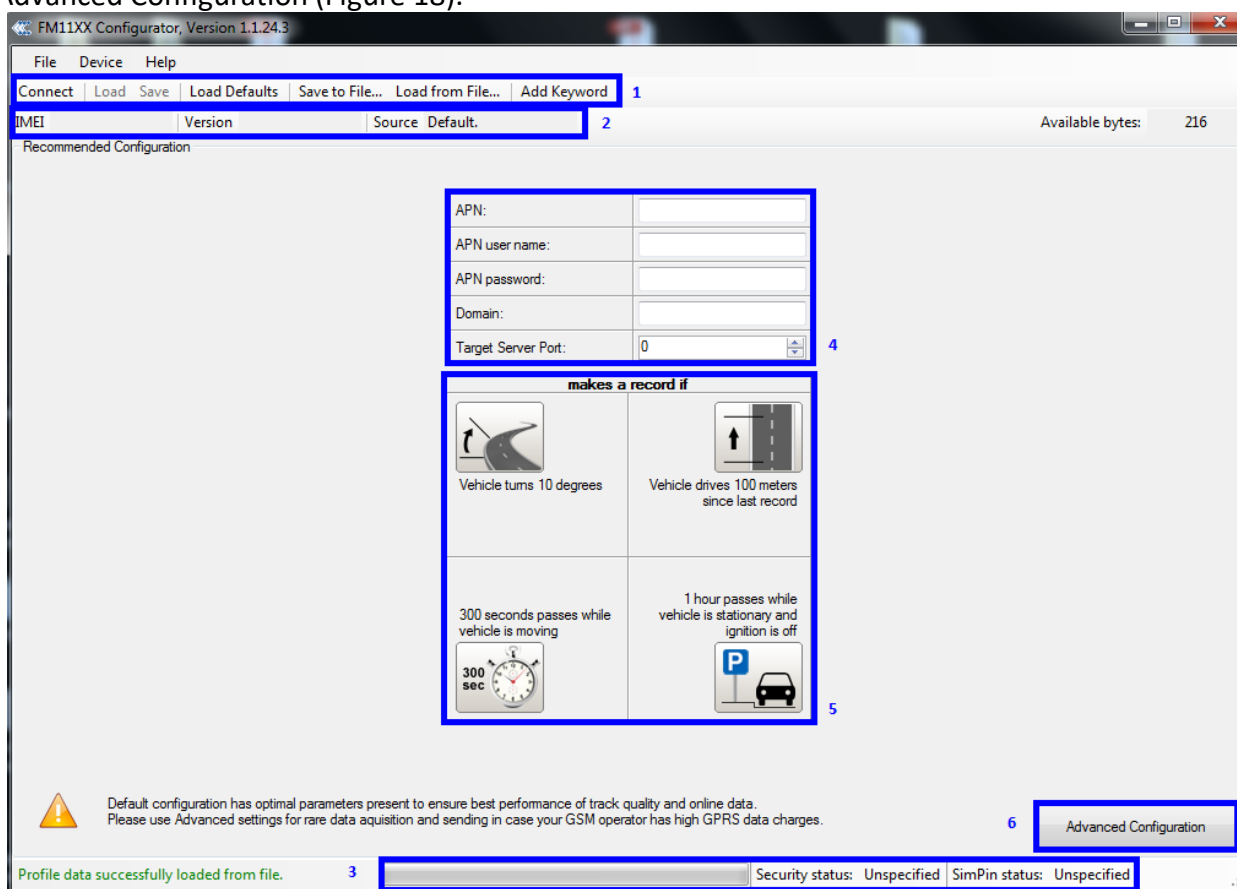 Advanced Configuration (Figure 18).
FM11XX Configurator, Version 1.1.24.3
File Device Help
Connect Load Save Load Defaults Save to File... Load from File... Add Keyword 1
IMEI Version Source Default. 2 Available bytes: 216
Recommended Configuration
APN:
APN user name:
APN password:
Domain:
Target Server Port: 0 4
makes a record if
Vehicle turns 10 degrees
Vehicle drives 100 meters
since last record
300 seconds passes while
vehicle is moving
300
sec
1 hour passes while
vehicle is stationary and
ignition is off
P
5
Default configuration has optimal parameters present to ensure best performance of track quality and online data.
Please use Advanced settings for rare data aquisition and sending in case your GSM operator has high GPRS data charges.
6 Advanced Configuration
Profile data successfully loaded from file. 3 Security status: Unspecified SimPin status: Unspecified